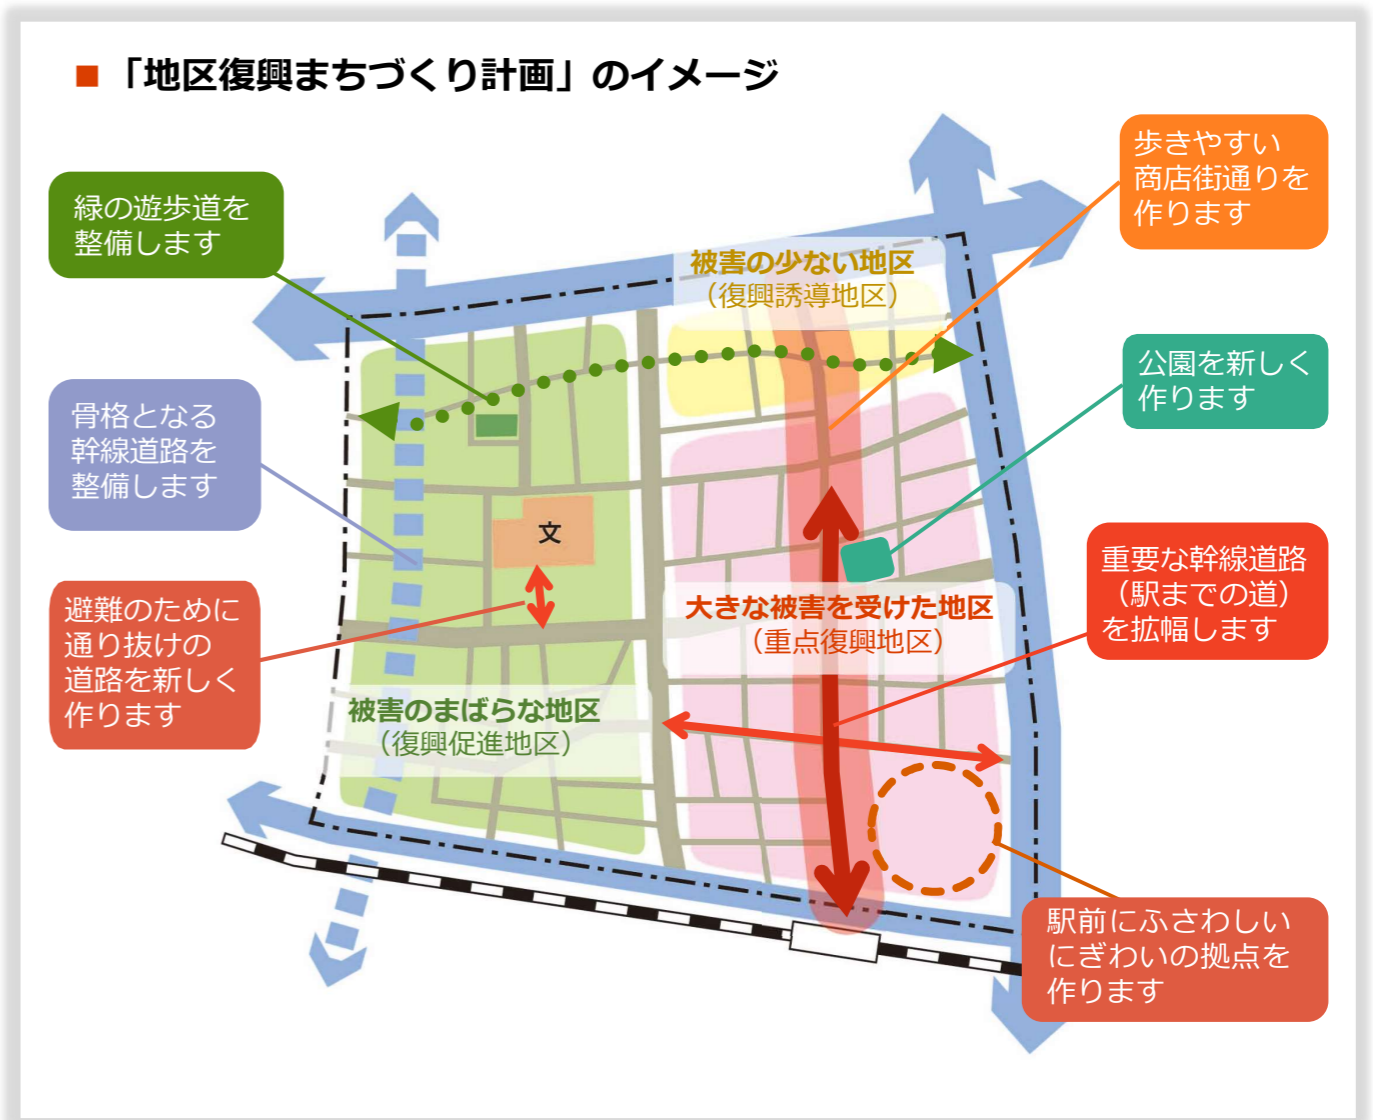 ■「地区復興まちづくり計画」のイメージ
歩きやすい
商店街通りを
作ります
緑の遊歩道を
整備します
被害の少ない地区
（復興誘導地区）
公園を新しく
作ります
骨格となる
幹線道路を
整備します
文
重要な幹線道路
（駅までの道）
を拡幅します
避難のために
通り抜けの
道路を新しく
作ります
大きな被害を受けた地区
（重点復興地区）
被害のまばらな地区
（復興促進地区）
駅前にふさわしい
にぎわいの拠点を
作ります